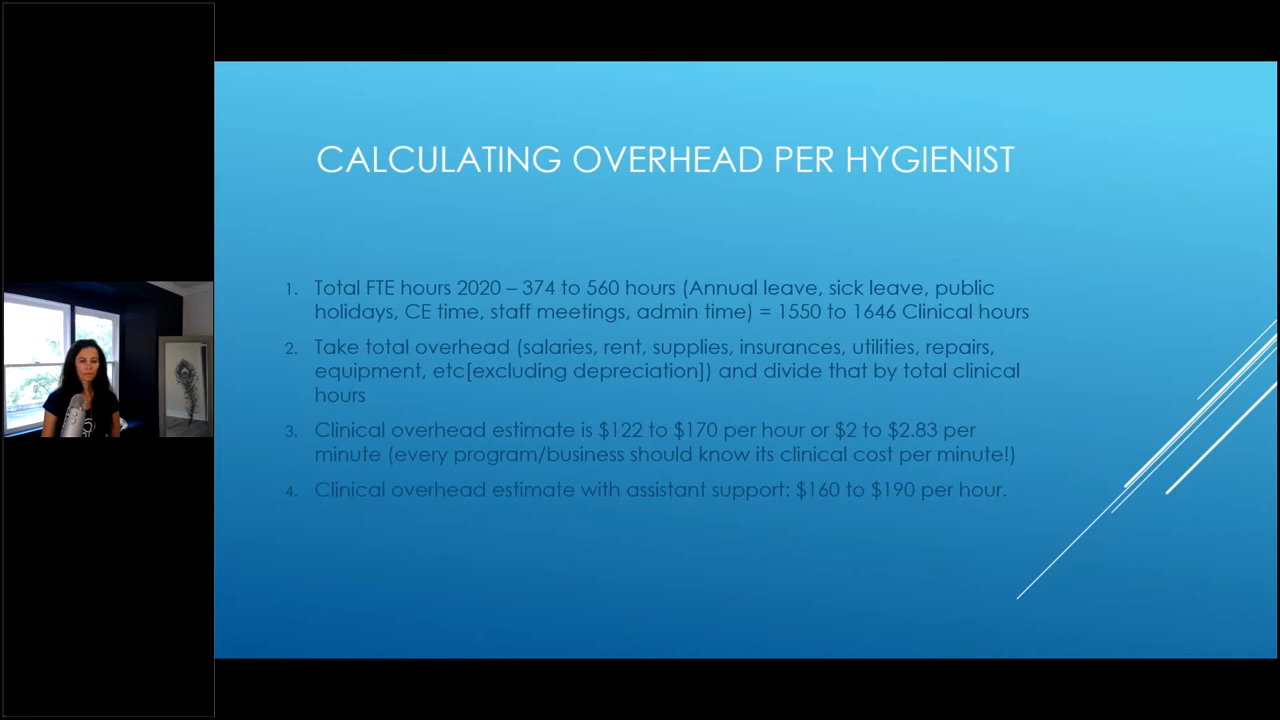 CALCULATING OVERHEAD PER HYGIENIST
1. Total FTE hours 2020 – 374 to 560 hours (Annual leave, sick leave, public
holidays, CE time, staff meetings, admin time) = 1550 to 1646 Clinical hours
2. Take total overhead (salaries, rent, supplies, insurances, utilities, repairs,
equipment, etc[excluding depreciation]) and divide that by total clinical
hours
3. Clinical overhead estimate is $122 to $170 per hour or $2 to $2.83 per
minute (every program/business should know its clinical cost per minute!)
4. Clinical overhead estimate with assistant support: $160 to $190 per hour.